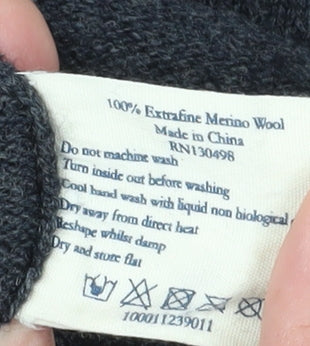 100% Extrafine Merino Wool
Made in China
RN130498
Do not machine wash
Turn inside out before washing
Cool hand wash with liquid non biological
Dry away from direct heat
Reshape whilst damp
Dry and store flat
100011239011